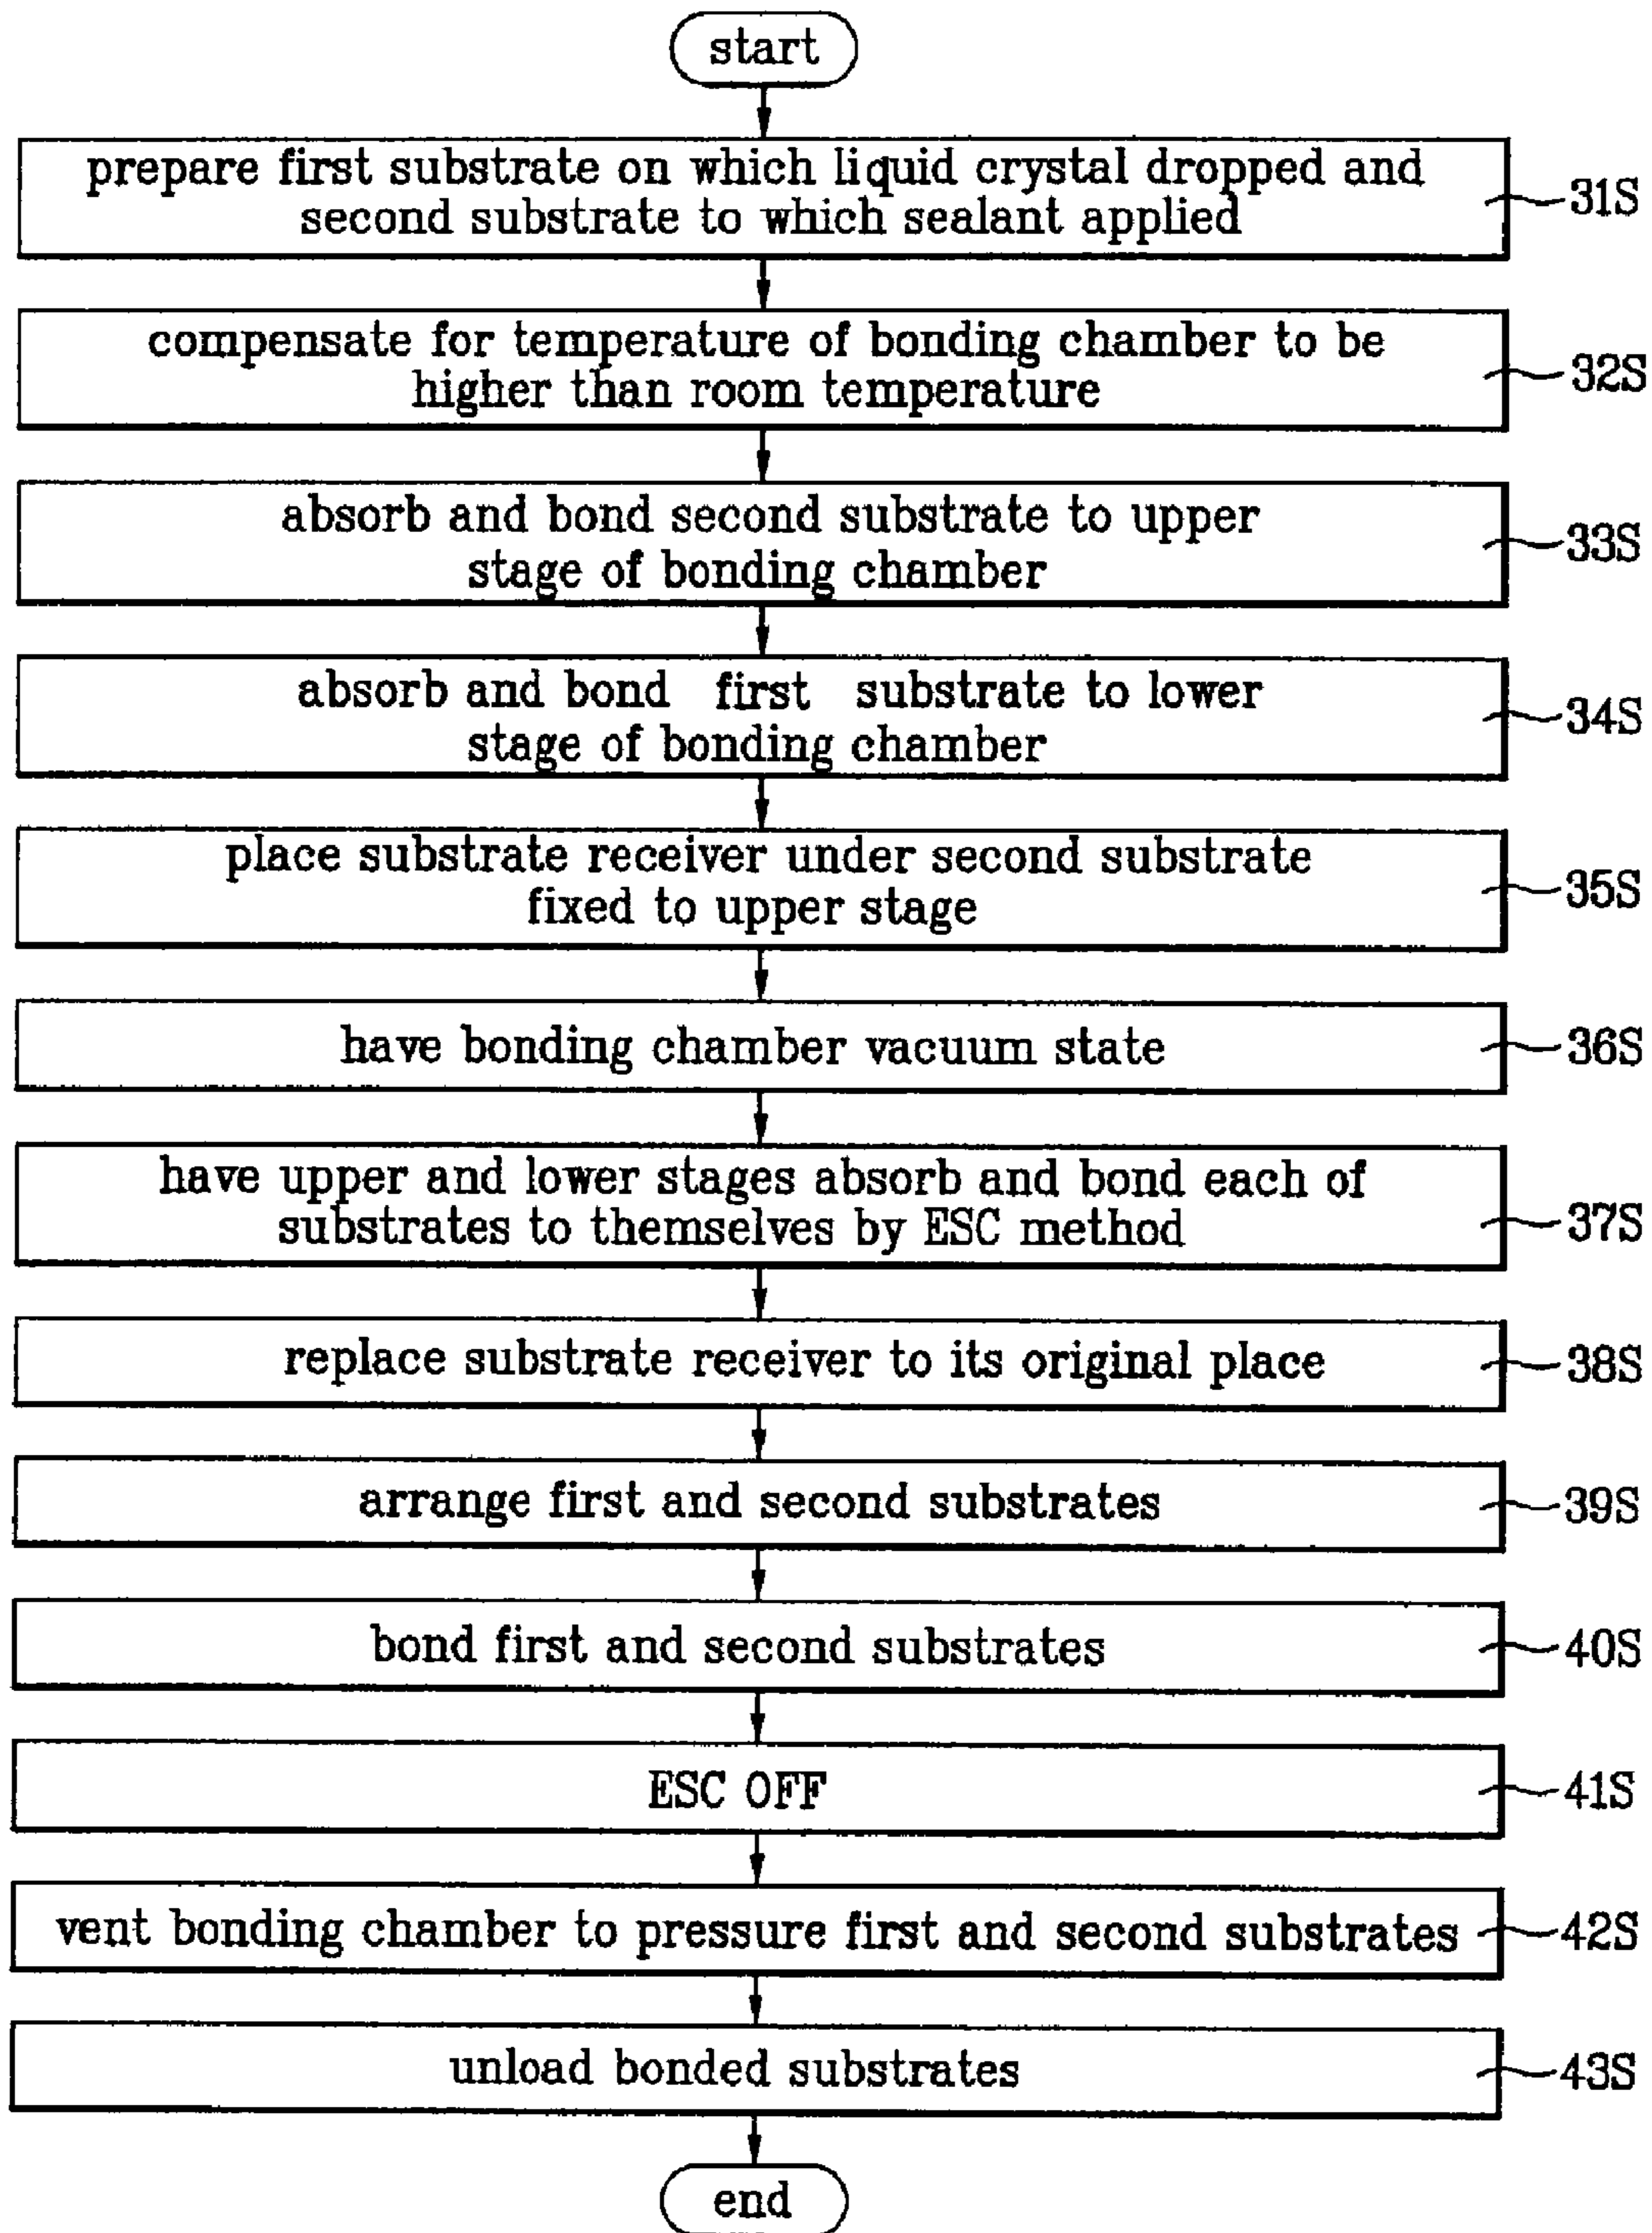 start
prepare first substrate on which liquid crystal dropped and
second substrate to which sealant applied
31S
compensate for temperature of bonding chamber to be
higher than room temperature
32S
absorb and bond second substrate to upper
stage of bonding chamber
33S
absorb and bond first substrate to lower
stage of bonding chamber
34S
place substrate receiver under second substrate
fixed to upper stage
35S
have bonding chamber vacuum state
36S
have upper and lower stages absorb and bond each of
substrates to themselves by ESC method
37S
replace substrate receiver to its original place
38S
arrange first and second substrates
39S
bond first and second substrates
40S
ESC OFF
41S
vent bonding chamber to pressure first and second substrates
42S
unload bonded substrates
43S
end